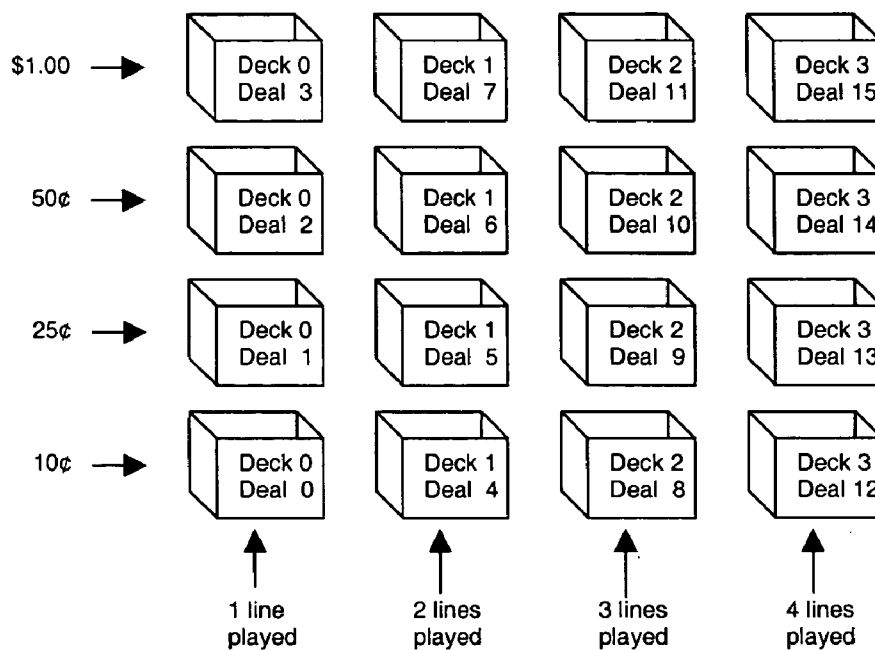 $1.00
Deck 0
Deal 3
Deck 1
Deal 7
Deck 2
Deal 11
Deck 3
Deal 15
50¢
Deck 0
Deal 2
Deck 1
Deal 6
Deck 2
Deal 10
Deck 3
Deal 14
25¢
Deck 0
Deal 1
Deck 1
Deal 5
Deck 2
Deal 9
Deck 3
Deal 13
10¢
Deck 0
Deal 0
Deck 1
Deal 4
Deck 2
Deal 8
Deck 3
Deal 12
1 line
played
2 lines
played
3 lines
played
4 lines
played